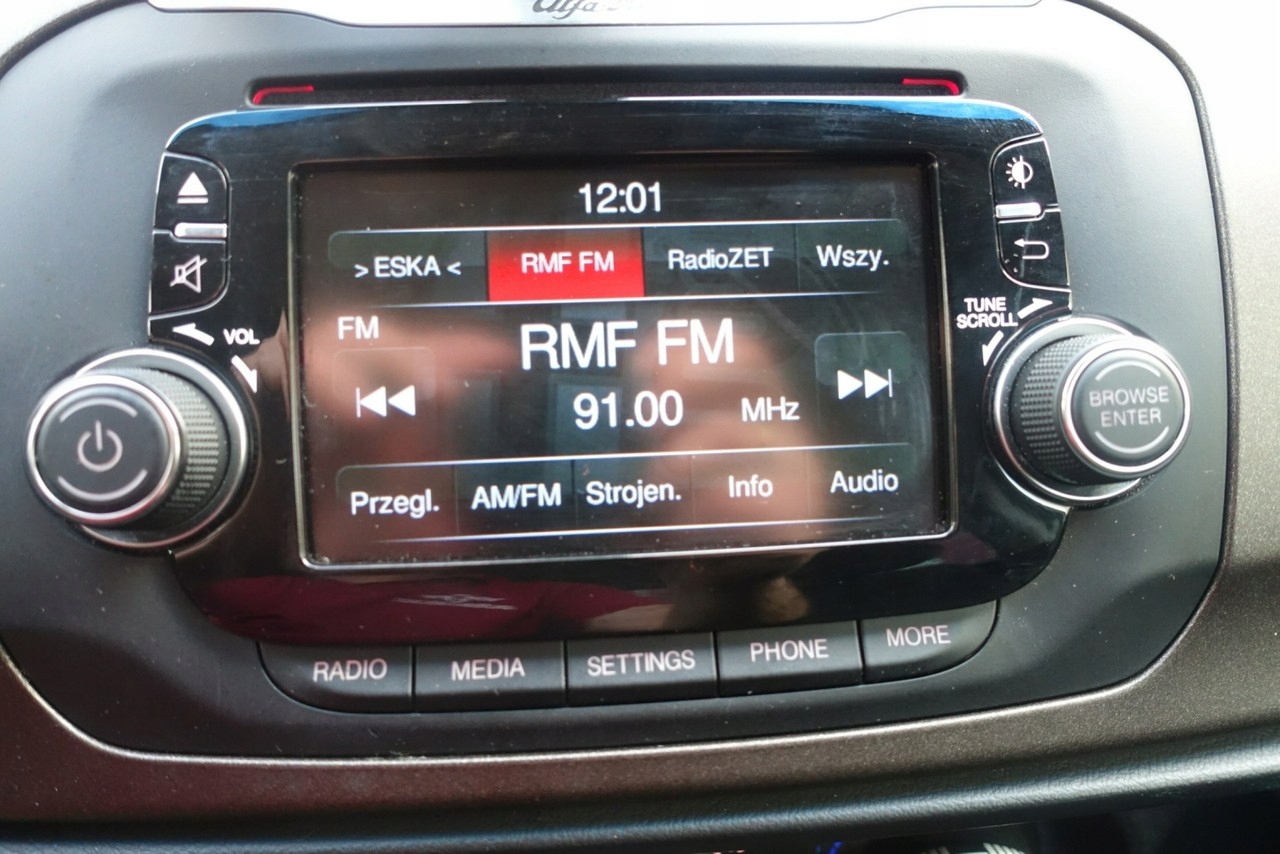 Alfa
12:01
> ESKA < RMF FM RadioZET Wszy.
FM
RMF FM
91.00 MHz
Przegl. AM/FM Strojen. Info Audio
VOL
TUNE
SCROLL
BROWSE
ENTER
RADIO MEDIA SETTINGS PHONE MORE